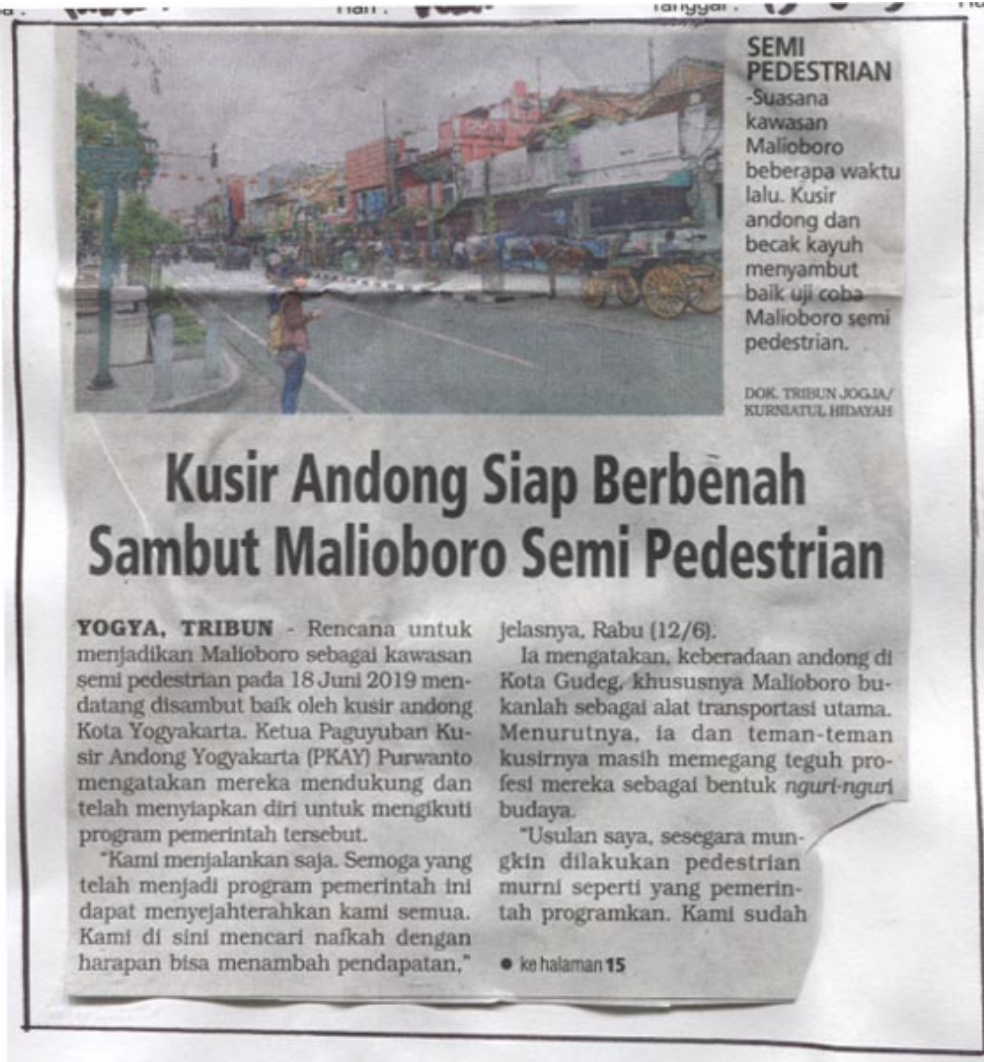 Hari :
Tanggal :
SEMI
PEDESTRIAN
-Suasana
kawasan
Malioboro
beberapa waktu
lalu. Kusir
andong dan
becak kayuh
menyambut
baik uji coba
Malioboro semi
pedestrian.
DOK. TRIBUN JOGJA/
KURNIATUL HIDAYAH
Kusir Andong Siap Berbenah
Sambut Malioboro Semi Pedestrian
YOGYA, TRIBUN - Rencana untuk
menjadikan Malioboro sebagai kawasan
semi pedestrian pada 18 Juni 2019 men-
datang disambut baik oleh kusir andong
Kota Yogyakarta. Ketua Paguyuban Ku-
sir Andong Yogyakarta (PKAY) Purwanto
mengatakan mereka mendukung dan
telah menyiapkan diri untuk mengikuti
program pemerintah tersebut.
"Kami menjalankan saja. Semoga yang
telah menjadi program pemerintah ini
dapat menyejahterahkan kami semua.
Kami di sini mencari nafkah dengan
harapan bisa menambah pendapatan,"
jelasnya, Rabu (12/6).
Ia mengatakan, keberadaan andong di
Kota Gudeg, khususnya Malioboro bu-
kanlah sebagai alat transportasi utama.
Menurutnya, ia dan teman-teman
kusirnya masih memegang teguh pro-
fesi mereka sebagai bentuk nguri-nguri
budaya.
"Usulan saya, sesegara mun-
gkin dilakukan pedestrian
murni seperti yang pemerin-
tah programkan. Kami sudah
● ke halaman 15